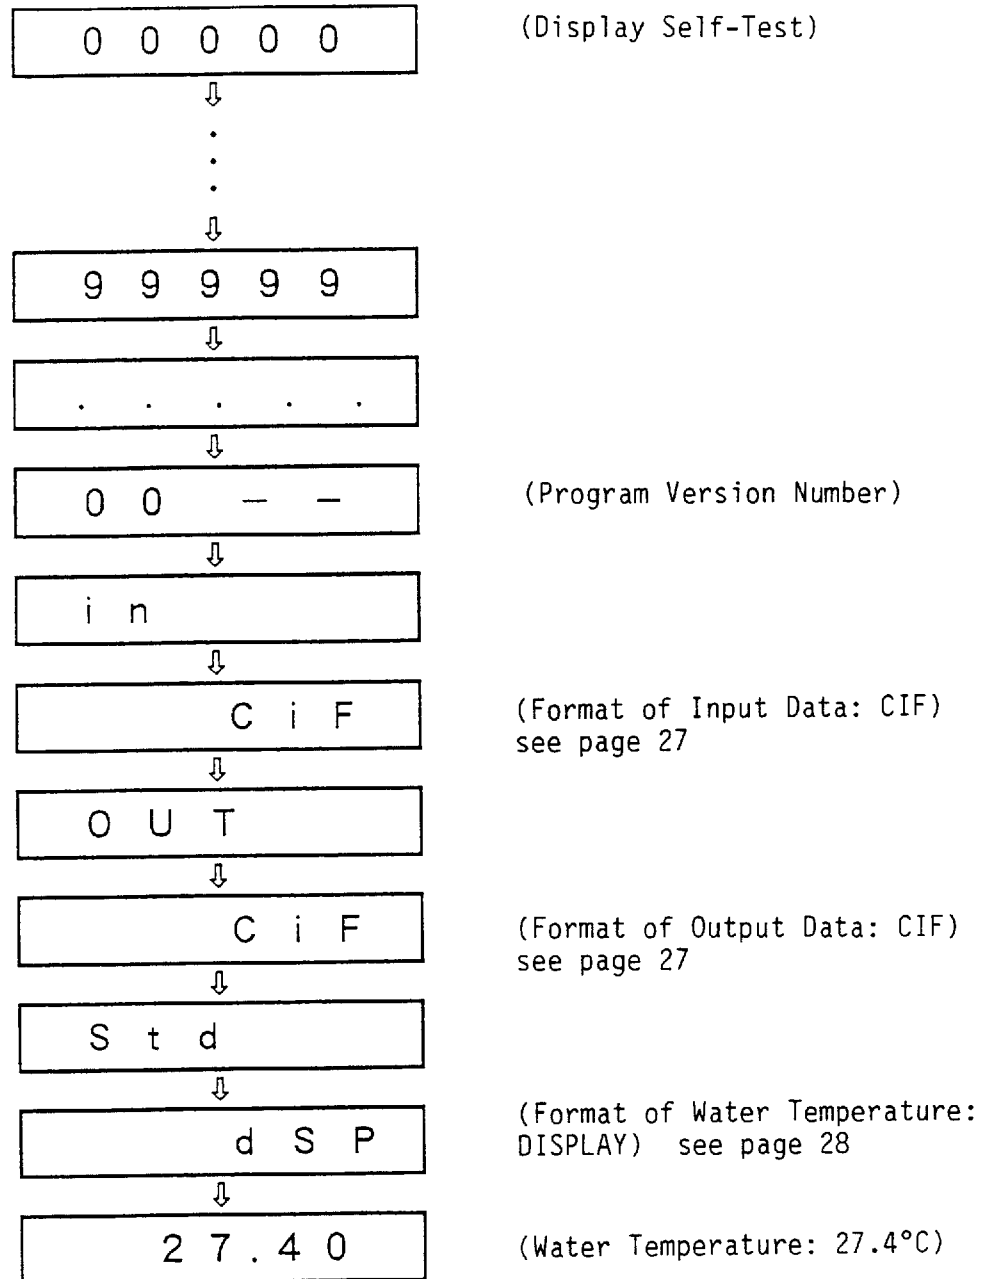 0 0 0 0 0 (Display Self-Test)
9 9 9 9 9
. . . . .
0 0 – – (Program Version Number)
i n
C i F (Format of Input Data: CIF)
see page 27
O U T
C i F (Format of Output Data: CIF)
see page 27
S t d
d S P (Format of Water Temperature:
DISPLAY) see page 28
2 7 . 4 0 (Water Temperature: 27.4°C)